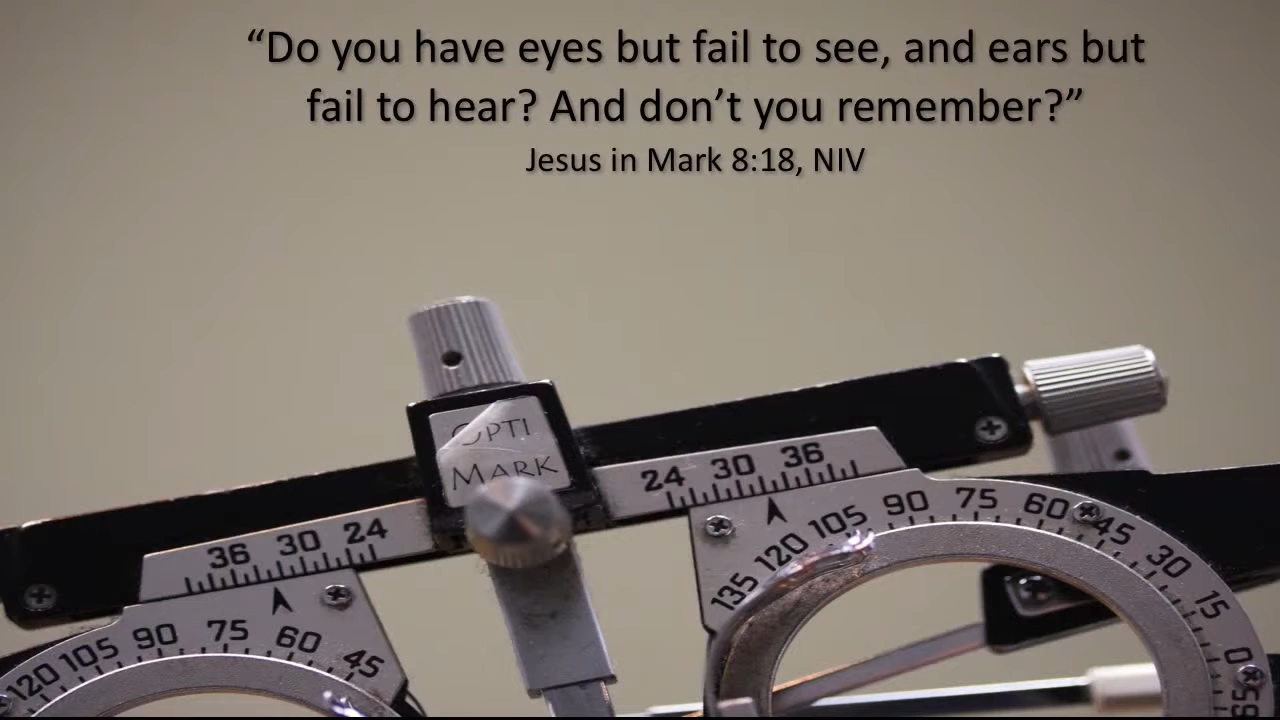 “Do you have eyes but fail to see, and ears but
fail to hear? And don’t you remember?”
Jesus in Mark 8:18, NIV
OPTI
MARK
24 30 36
36 30 24
135 120 105 90 75 60 45 30 15 0
120 105 90 75 60 45